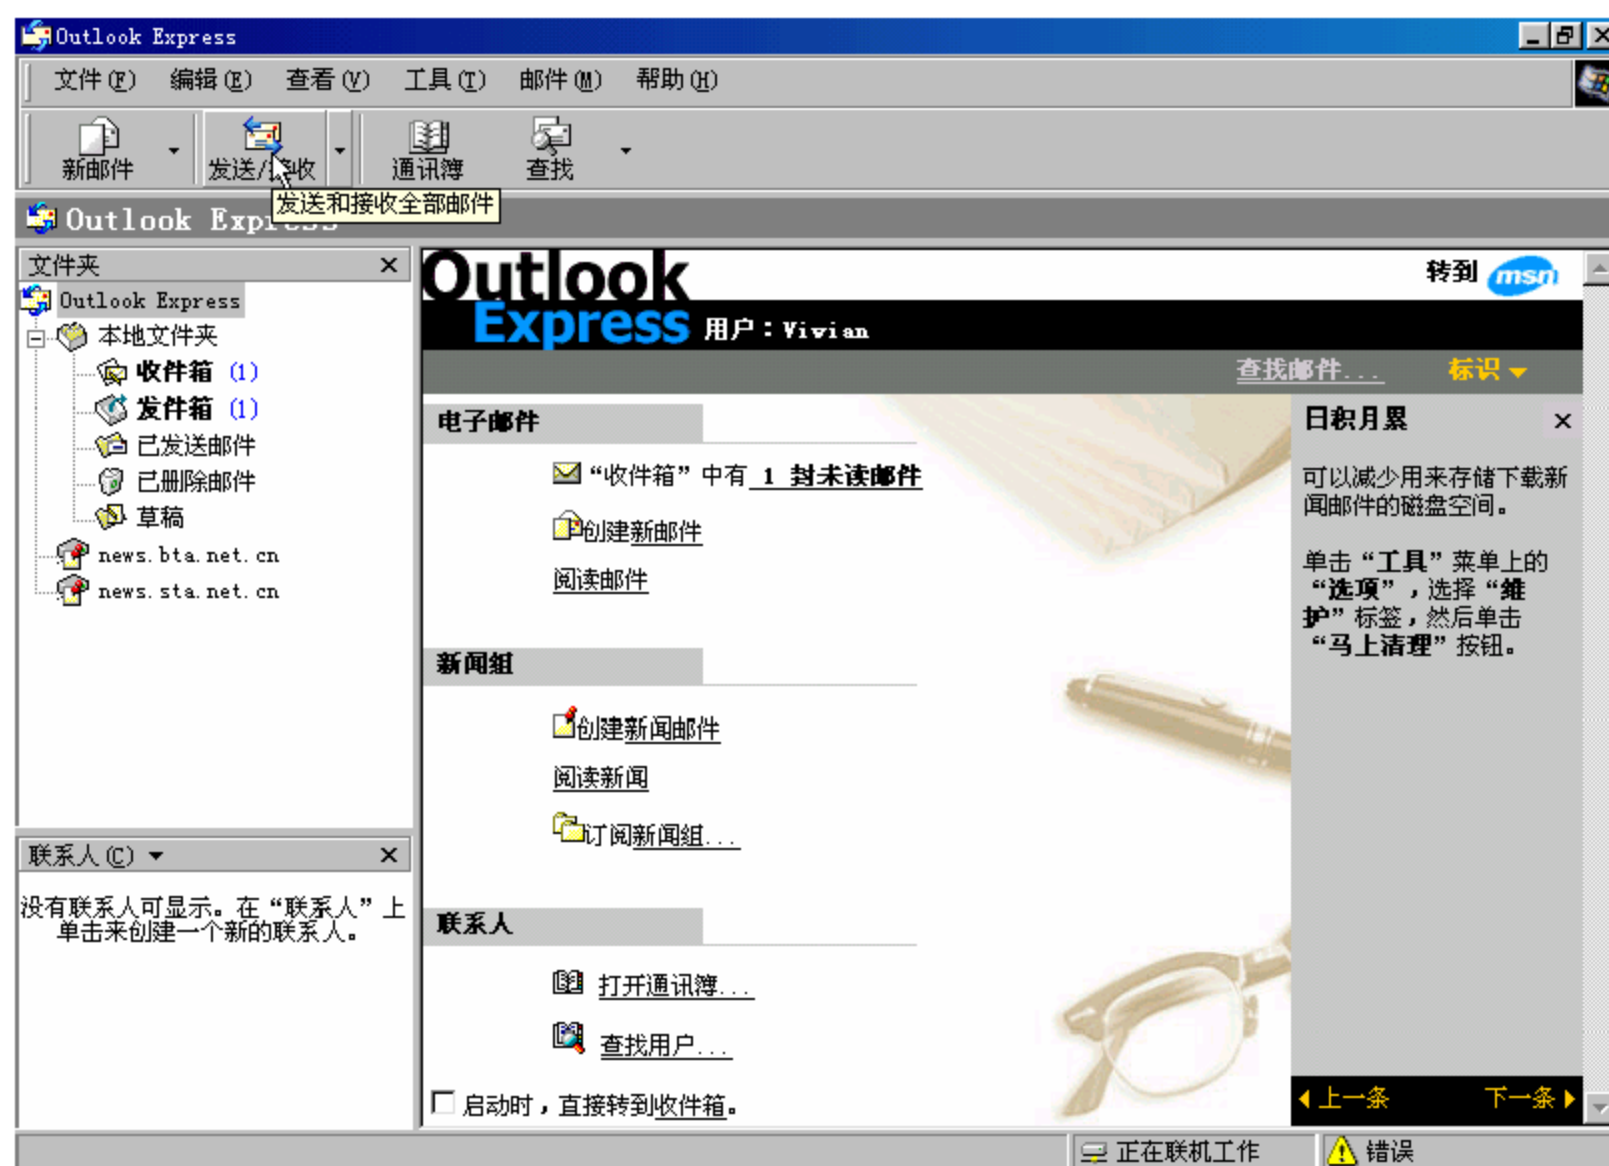 Outlook Express
文件(F) 编辑(E) 查看(V) 工具(T) 邮件(M) 帮助(H)
新邮件 发送/接收 通讯簿 查找
发送和接收全部邮件
Outlook Express
文件夹
Outlook Express
本地文件夹
收件箱 (1)
发件箱 (1)
已发送邮件
已删除邮件
草稿
news.bta.net.cn
news.sta.net.cn
联系人(C)
没有联系人可显示。在“联系人”上
单击来创建一个新的联系人。
Outlook
转到 msn
Express 用户：Vivian
查找邮件... 标识
电子邮件
“收件箱”中有 1 封未读邮件
创建新邮件
阅读邮件
新闻组
创建新闻邮件
阅读新闻
订阅新闻组...
联系人
打开通讯簿...
查找用户...
启动时，直接转到收件箱。
日积月累
可以减少用来存储下载新
闻邮件的磁盘空间。
单击“工具”菜单上的
“选项”，选择“维
护”标签，然后单击
“马上清理”按钮。
上一条 下一条
正在联机工作 错误